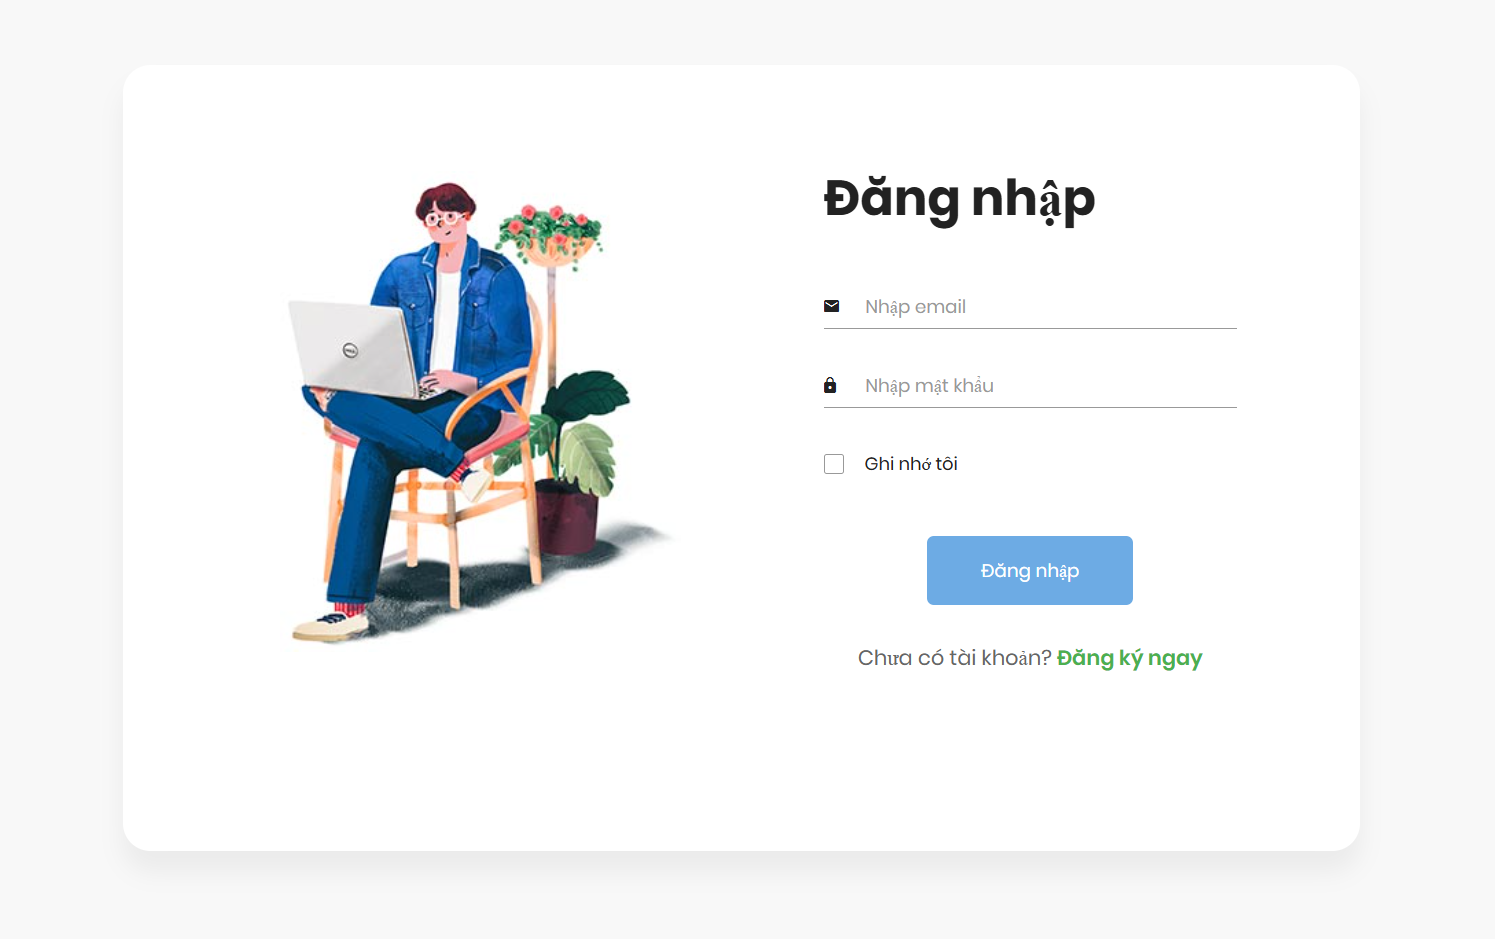 Đăng nhập
Nhập email
Nhập mật khẩu
Ghi nhớ tôi
Đăng nhập
Chưa có tài khoản? Đăng ký ngay